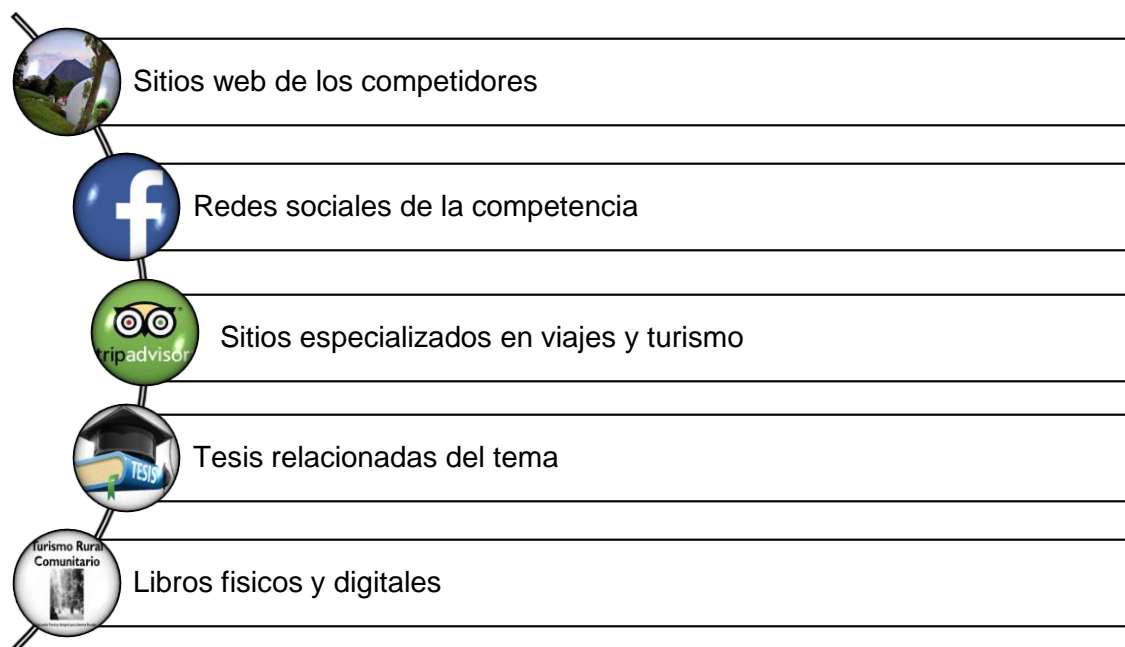 Sitios web de los competidores
f
Redes sociales de la competencia
tripadvisor
Sitios especializados en viajes y turismo
TESIS
Tesis relacionadas del tema
Turismo Rural
Comunitario
Libros fisicos y digitales